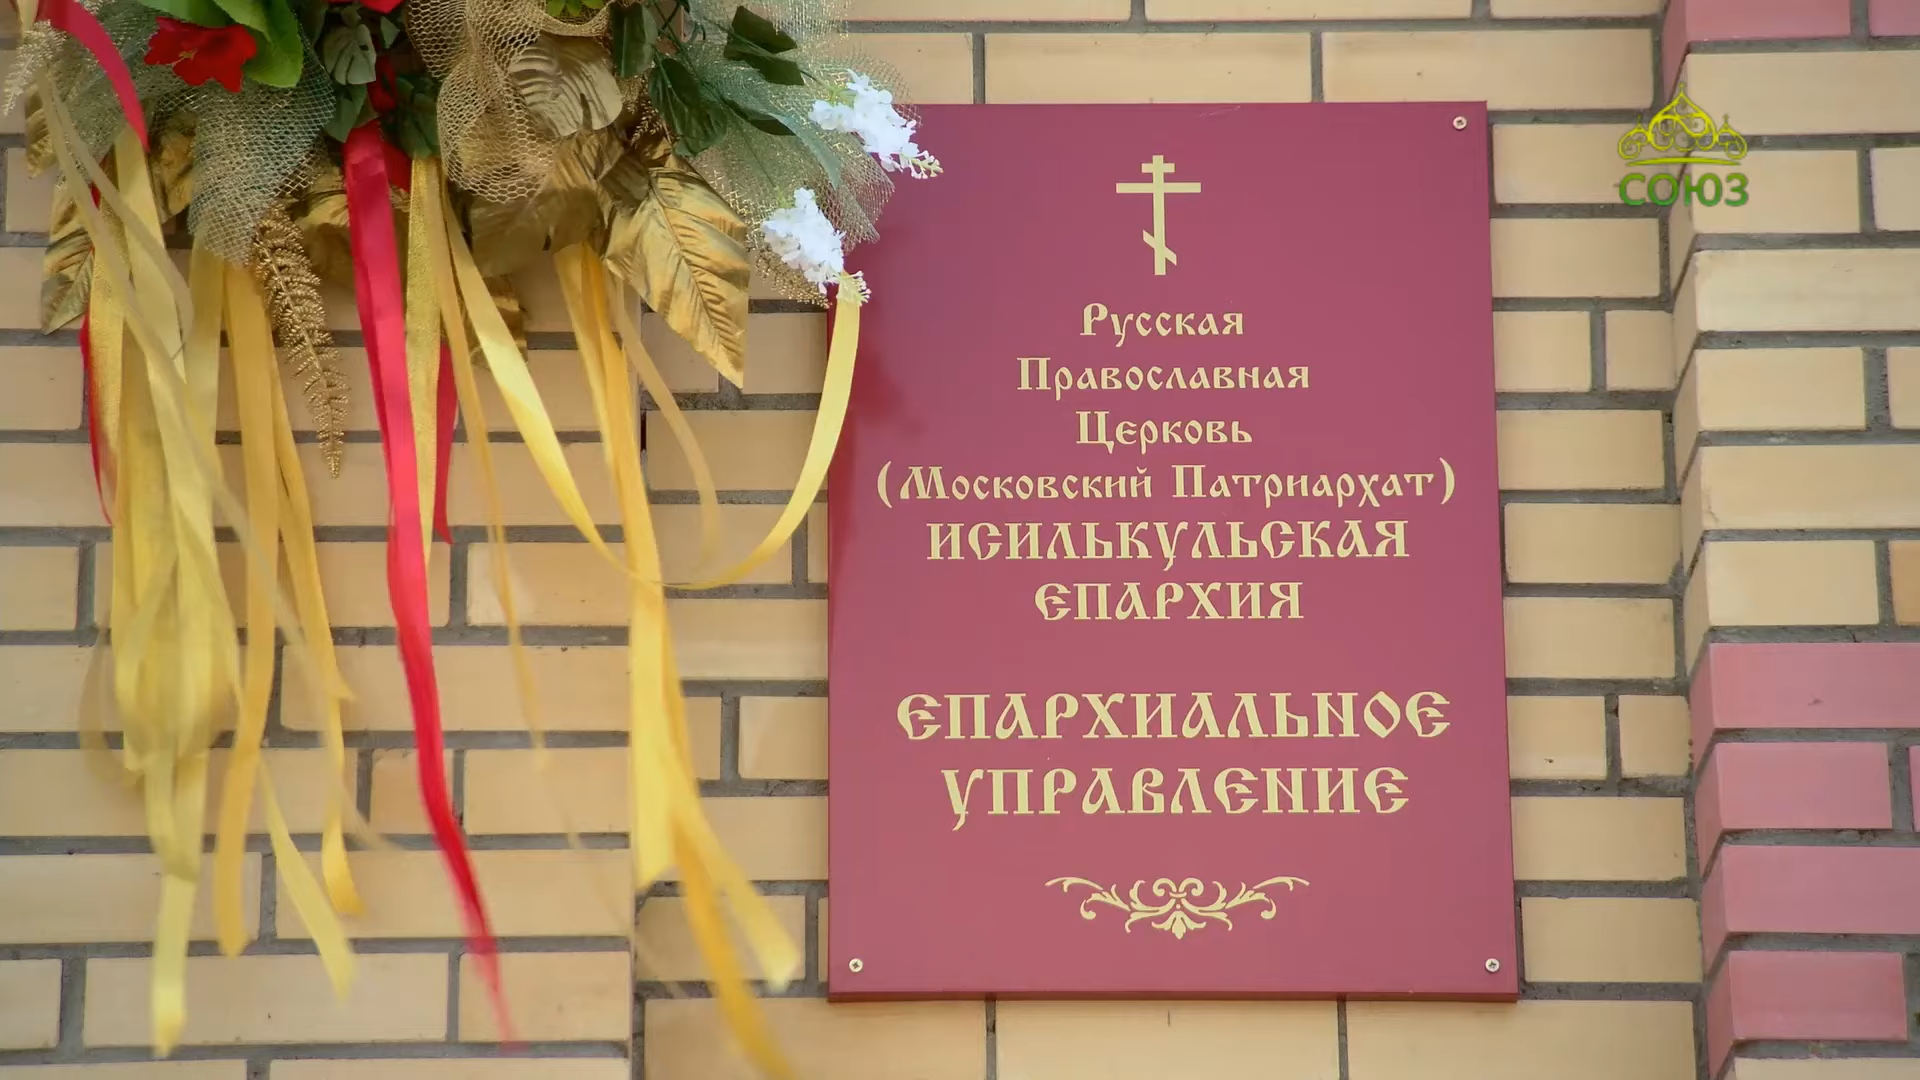 Русская
Православная
Церковь
(Московский Патриархат)
ИСИЛЬКУЛЬСКАЯ
ЕПАРХИЯ
ЕПАРХИАЛЬНОЕ
УПРАВЛЕНИЕ
СОЮЗ